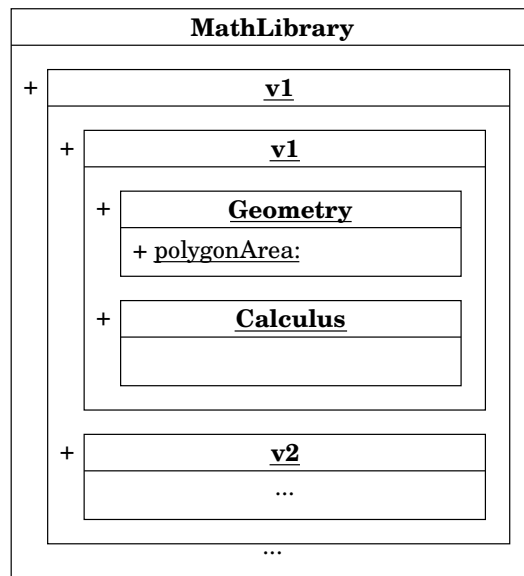 MathLibrary
+ v1
+ v1
+ Geometry
+ polygonArea:
+ Calculus
+ v2
...
...